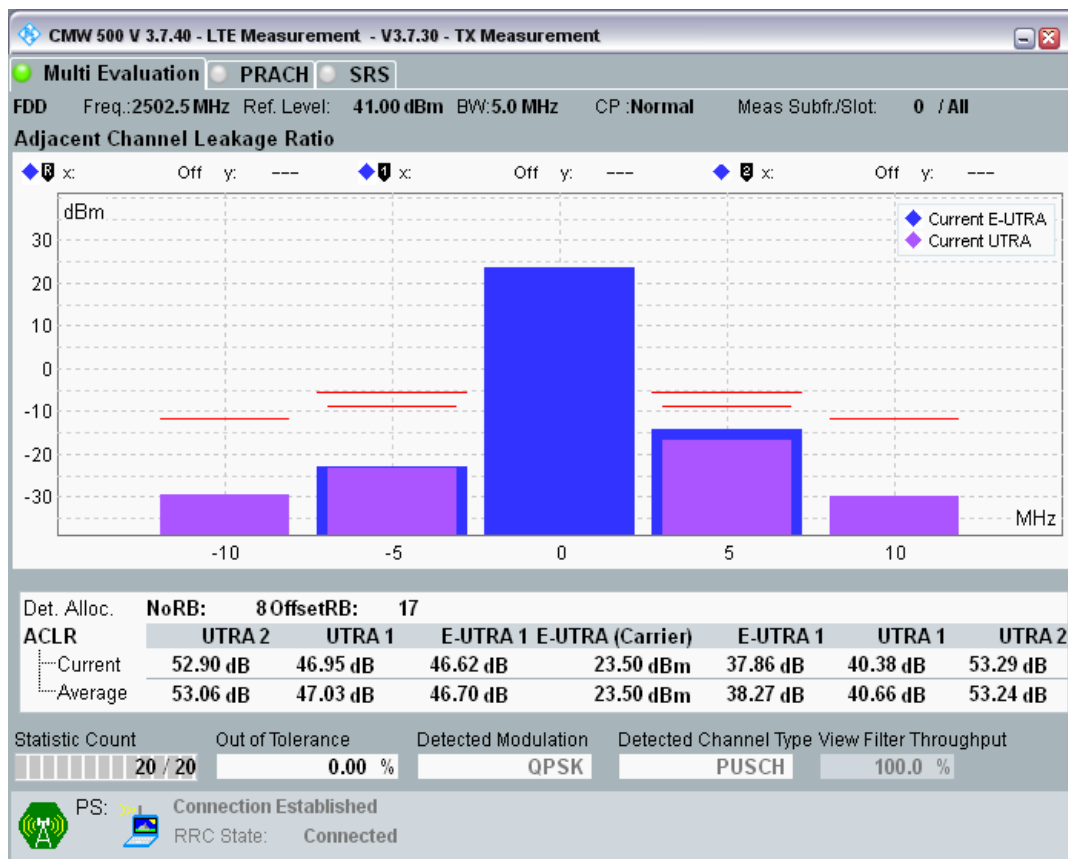 CMW 500 V 3.7.40 - LTE Measurement - V3.7.30 - TX Measurement
Multi Evaluation PRACH SRS
FDD Freq.:2502.5 MHz Ref. Level: 41.00 dBm BW:5.0 MHz CP :Normal Meas Subfr./Slot: 0 / All
Adjacent Channel Leakage Ratio
R x: Off y: --- 1 x: Off y: --- 2 x: Off y: ---
dBm
Current E-UTRA
Current UTRA
30
20
10
0
-10
-20
-30
MHz
-10 -5 0 5 10
Det. Alloc. NoRB: 8 OffsetRB: 17
ACLR UTRA 2 UTRA 1 E-UTRA 1 E-UTRA (Carrier) E-UTRA 1 UTRA 1 UTRA 2
Current 52.90 dB 46.95 dB 46.62 dB 23.50 dBm 37.86 dB 40.38 dB 53.29 dB
Average 53.06 dB 47.03 dB 46.70 dB 23.50 dBm 38.27 dB 40.66 dB 53.24 dB
Statistic Count Out of Tolerance Detected Modulation Detected Channel Type View Filter Throughput
20 / 20 0.00 % QPSK PUSCH 100.0 %
PS: Connection Established
RRC State: Connected